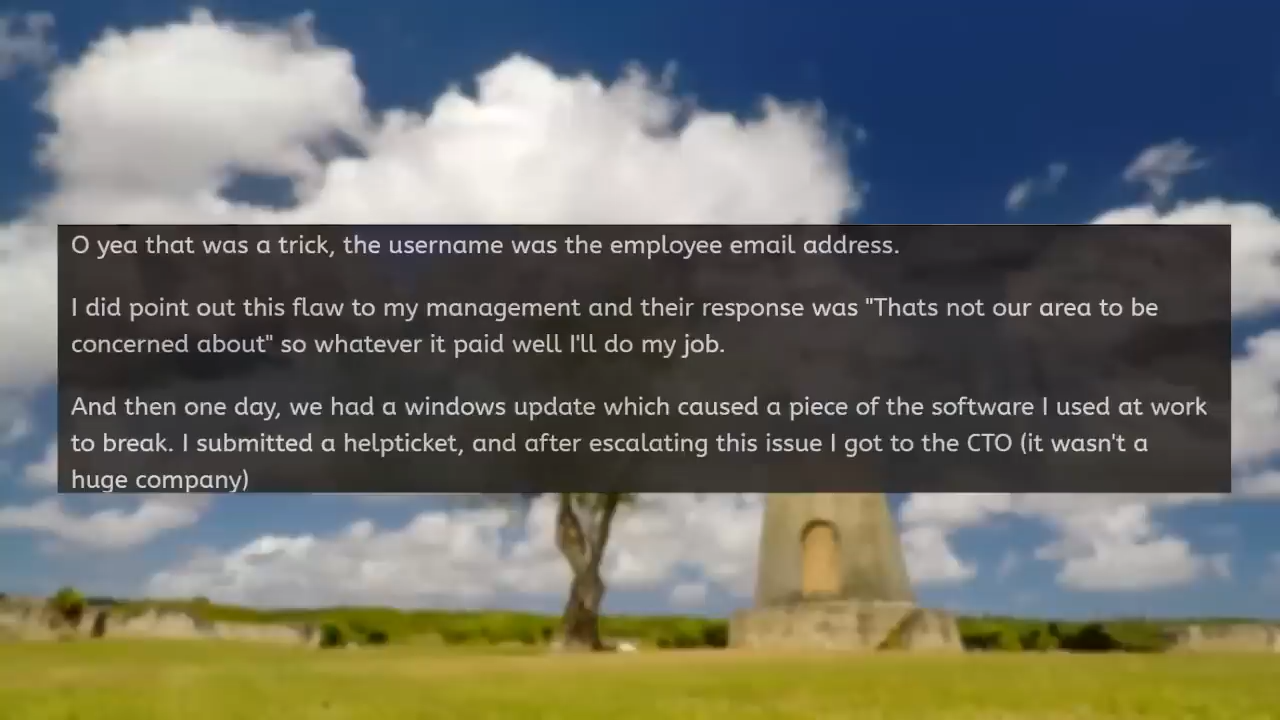 O yea that was a trick, the username was the employee email address.
I did point out this flaw to my management and their response was "Thats not our area to be
concerned about" so whatever it paid well I'll do my job.
And then one day, we had a windows update which caused a piece of the software I used at work
to break. I submitted a helpticket, and after escalating this issue I got to the CTO (it wasn't a
huge company)